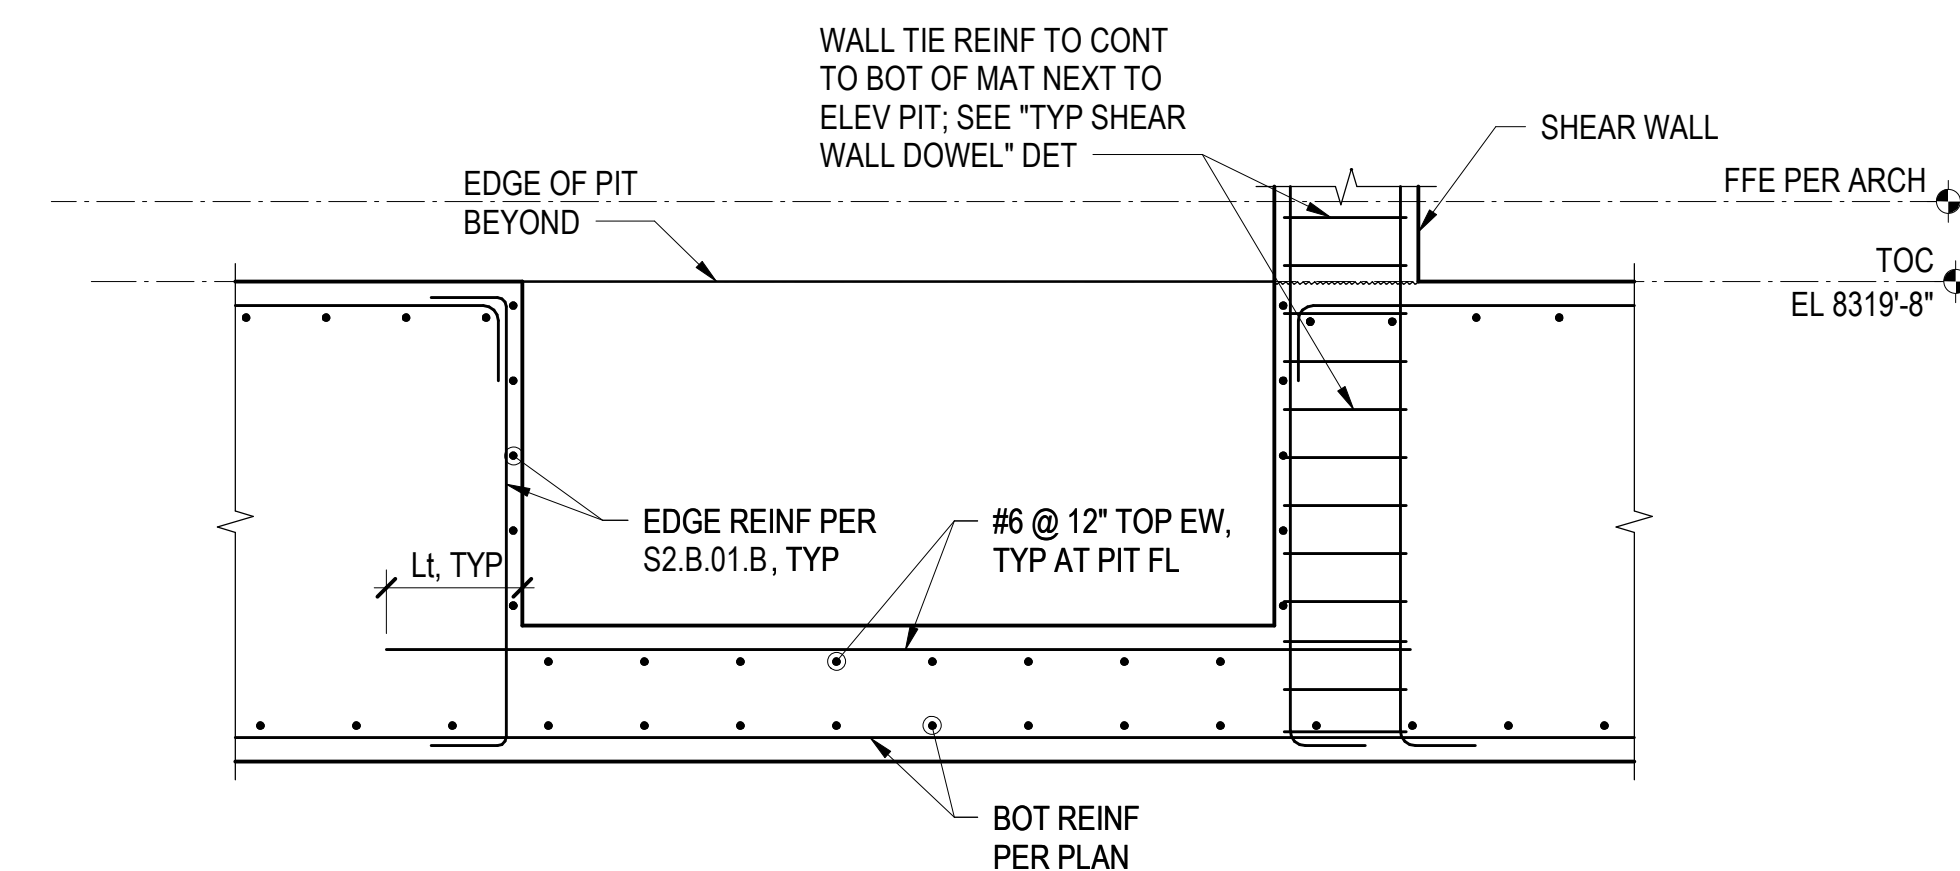 WALL TIE REINF TO CONT
TO BOT OF MAT NEXT TO
ELEV PIT; SEE "TYP SHEAR
WALL DOWEL" DET
SHEAR WALL
EDGE OF PIT
BEYOND
FFE PER ARCH
TOC
EL 8319'-8"
EDGE REINF PER
S2.B.01.B, TYP
#6 @ 12" TOP EW,
TYP AT PIT FL
Lt, TYP
BOT REINF
PER PLAN